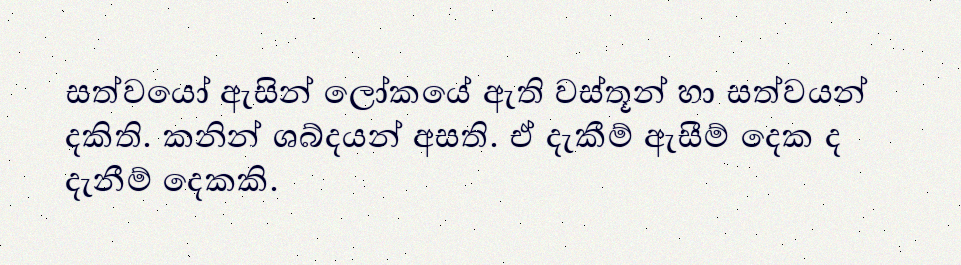 සත්වයෝ ඇසින් ලෝකයේ ඇති වස්තූන් හා සත්වයන්
දකිති. කනින් ශබ්දයන් අසති. ඒ දැකීම් ඇසීම් දෙක ද
දැනීම් දෙකකි.